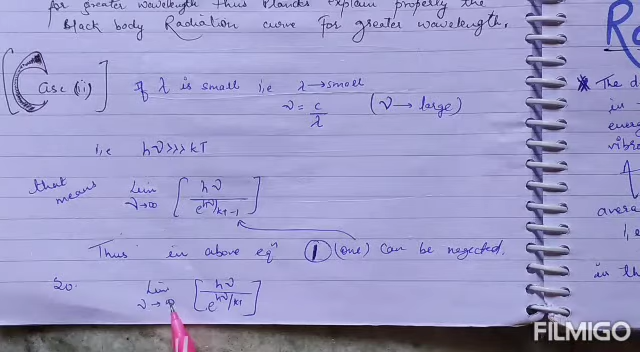 for greater wavelength thus Plancks explain properly the
black body Radiation curve for greater wavelength.
Case (ii) If λ is small i,e λ→small
ν = c/λ (ν → large)
i,e hν >>> kT
that means Lim ν→∞ [hν / e^hν/kT-1]
Thus in above eqⁿ 1 (one) can be negleted.
So. Lim ν→∞ [hν / e^hν/kT]
R
The d
in
energ
vibra
avera
i,e
in th
FILMIGO